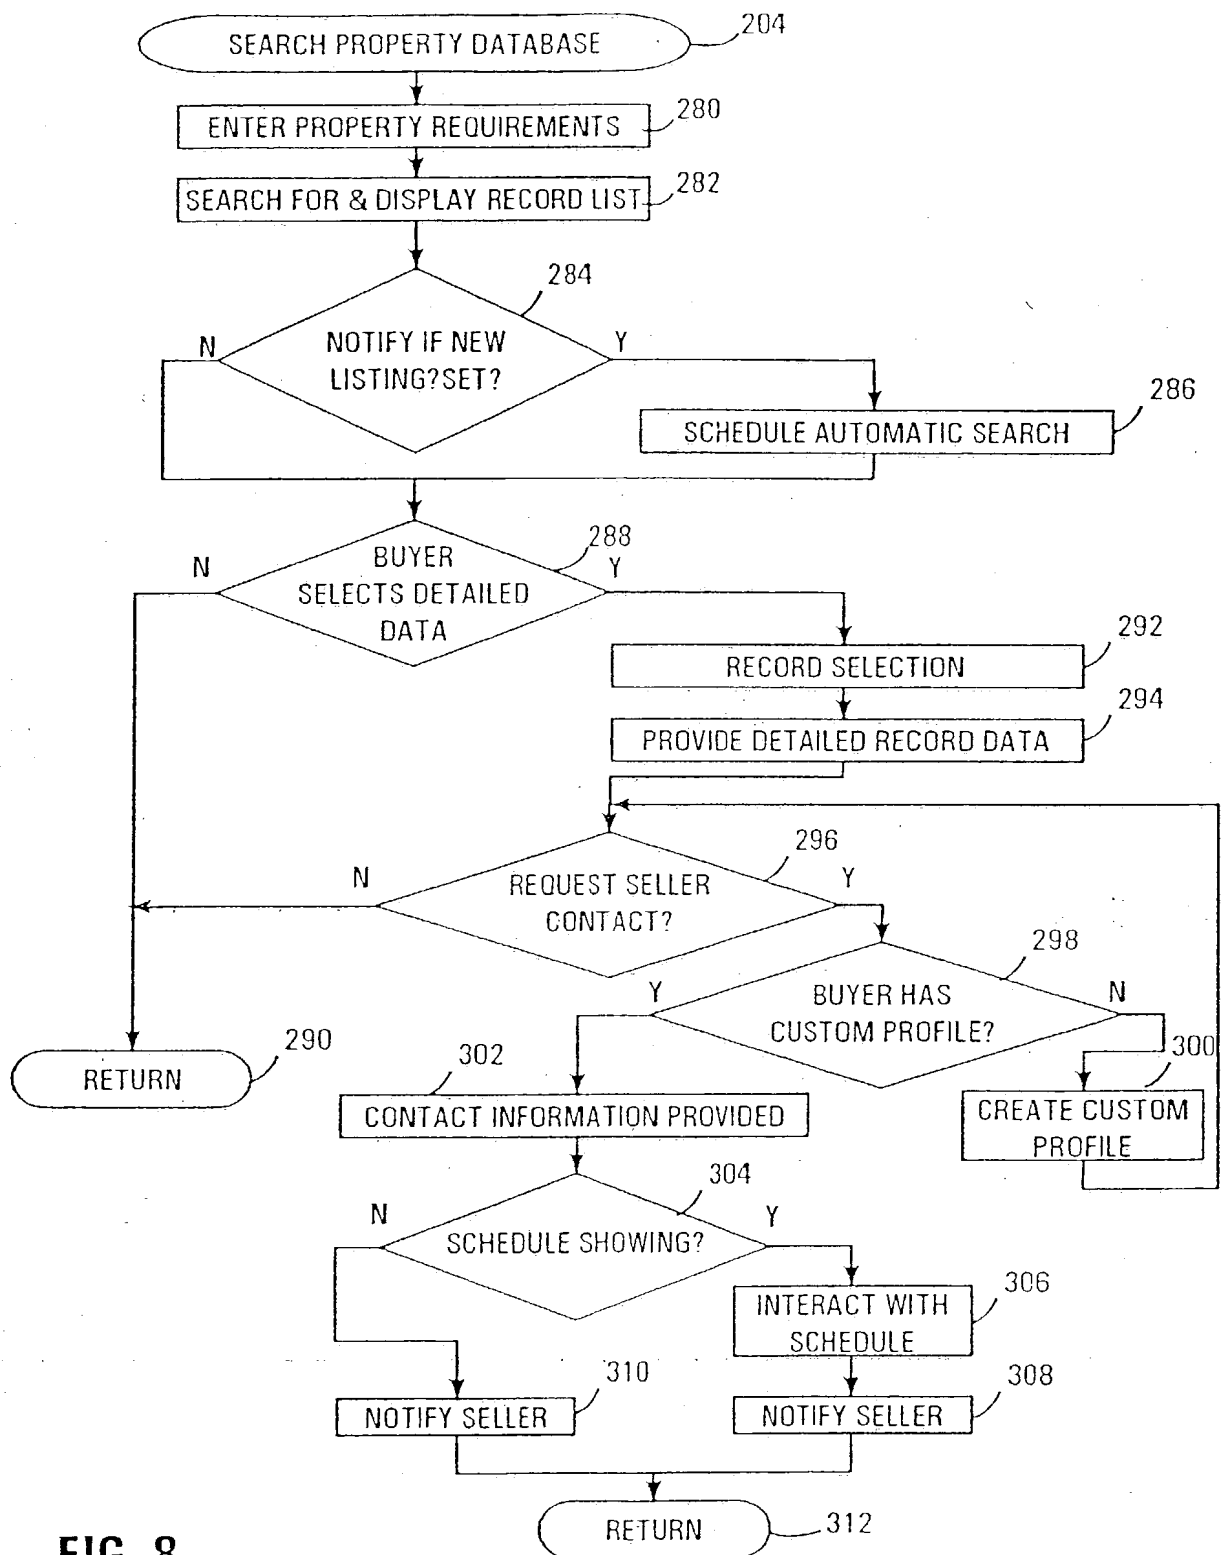 204
SEARCH PROPERTY DATABASE
280
ENTER PROPERTY REQUIREMENTS
282
SEARCH FOR & DISPLAY RECORD LIST
284
N
NOTIFY IF NEW
LISTING?SET?
Y
286
SCHEDULE AUTOMATIC SEARCH
288
N
BUYER
SELECTS DETAILED
DATA
Y
292
RECORD SELECTION
294
PROVIDE DETAILED RECORD DATA
296
N
REQUEST SELLER
CONTACT?
Y
298
Y
BUYER HAS
CUSTOM PROFILE?
N
290
RETURN
302
CONTACT INFORMATION PROVIDED
300
CREATE CUSTOM
PROFILE
304
N
SCHEDULE SHOWING?
Y
306
INTERACT WITH
SCHEDULE
310
NOTIFY SELLER
308
NOTIFY SELLER
RETURN
312
FIG. 8